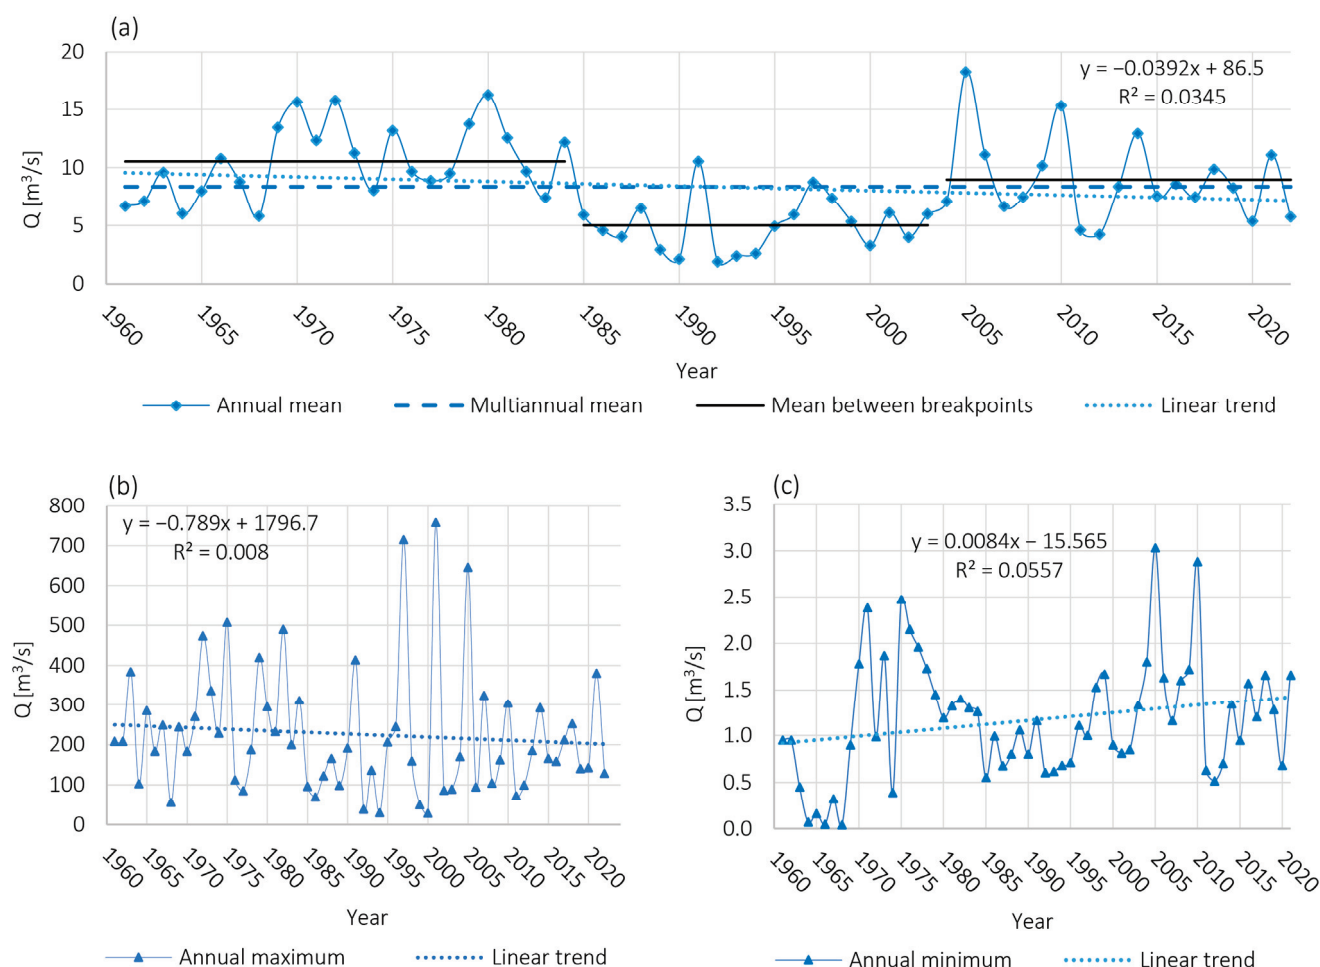 (a)
20
15
10
5
0
Q [m³/s]
y = −0.0392x + 86.5
R² = 0.0345
1960 1965 1970 1975 1980 1985 1990 1995 2000 2005 2010 2015 2020
Year
Annual mean Multiannual mean Mean between breakpoints Linear trend
(b)
800
700
600
500
400
300
200
100
0
Q [m³/s]
y = −0.789x + 1796.7
R² = 0.008
1960 1965 1970 1975 1980 1985 1990 1995 2000 2005 2010 2015 2020
Year
Annual maximum Linear trend
(c)
3.5
3.0
2.5
2.0
1.5
1.0
0.5
0.0
Q [m³/s]
y = 0.0084x − 15.565
R² = 0.0557
1960 1965 1970 1975 1980 1985 1990 1995 2000 2005 2010 2015 2020
Year
Annual minimum Linear trend